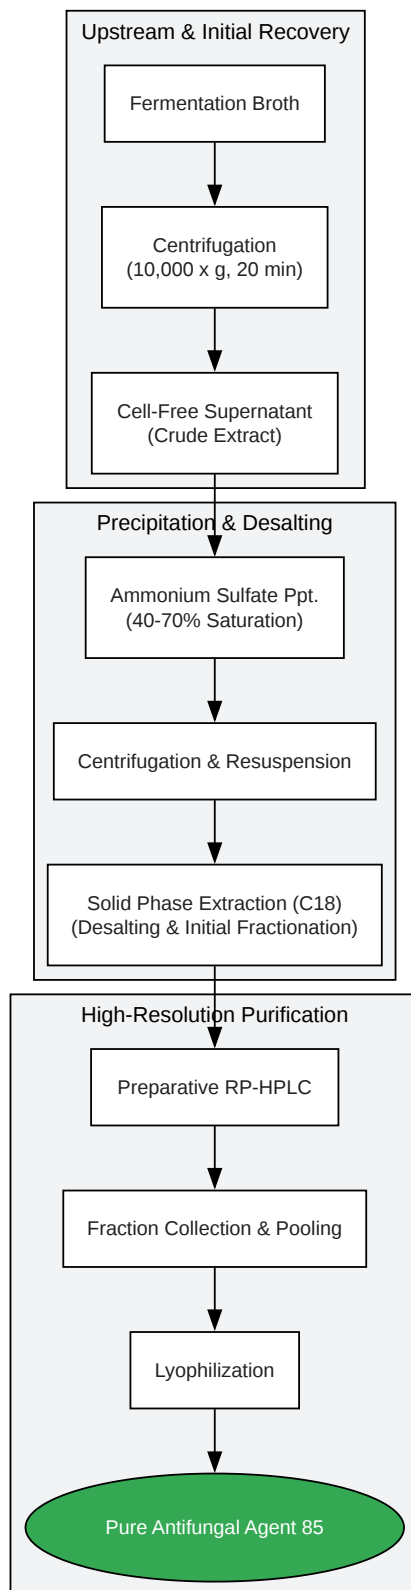 Upstream & Initial Recovery
Fermentation Broth
Centrifugation
(10,000 x g, 20 min)
Cell-Free Supernatant
(Crude Extract)
Precipitation & Desalting
Ammonium Sulfate Ppt.
(40-70% Saturation)
Centrifugation & Resuspension
Solid Phase Extraction (C18)
(Desalting & Initial Fractionation)
High-Resolution Purification
Preparative RP-HPLC
Fraction Collection & Pooling
Lyophilization
Pure Antifungal Agent 85